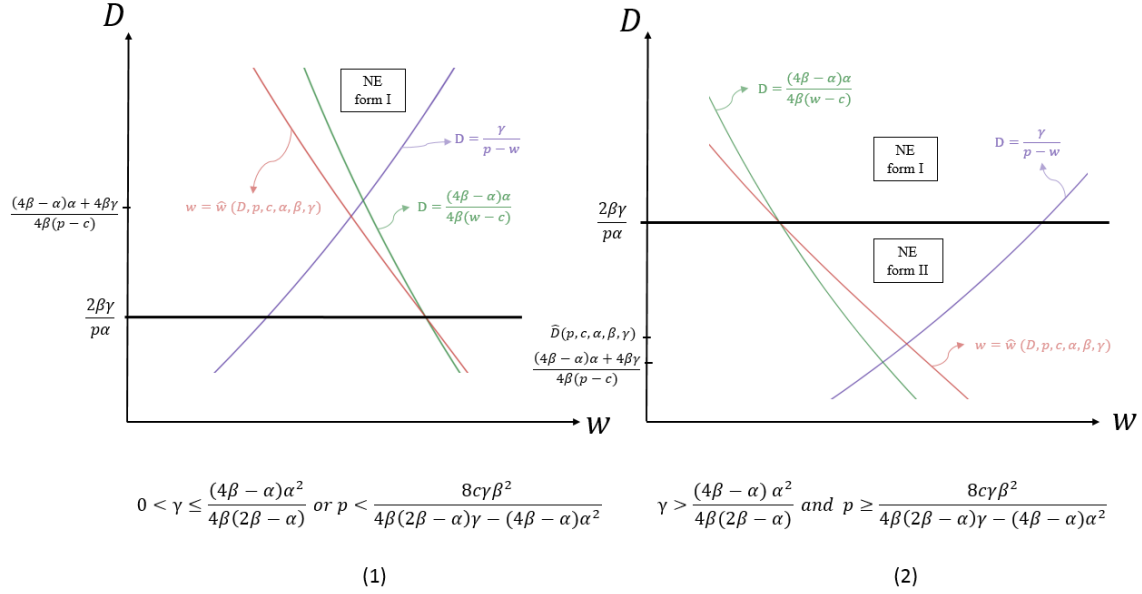 D
NE
form I
D = γ / (p − w)
w = ŵ (D, p, c, α, β, γ)
D = (4β − α)α / 4β(w − c)
(4β − α)α + 4βγ / 4β(p − c)
2βγ / pα
w
0 < γ ≤ (4β − α)α² / 4β(2β − α) or p < 8cγβ² / 4β(2β − α)γ − (4β − α)α²
(1)
D
D = (4β − α)α / 4β(w − c)
NE
form I
D = γ / (p − w)
2βγ / pα
NE
form II
D̂(p, c, α, β, γ)
(4β − α)α + 4βγ / 4β(p − c)
w = ŵ (D, p, c, α, β, γ)
w
γ > (4β − α) α² / 4β(2β − α) and p ≥ 8cγβ² / 4β(2β − α)γ − (4β − α)α²
(2)